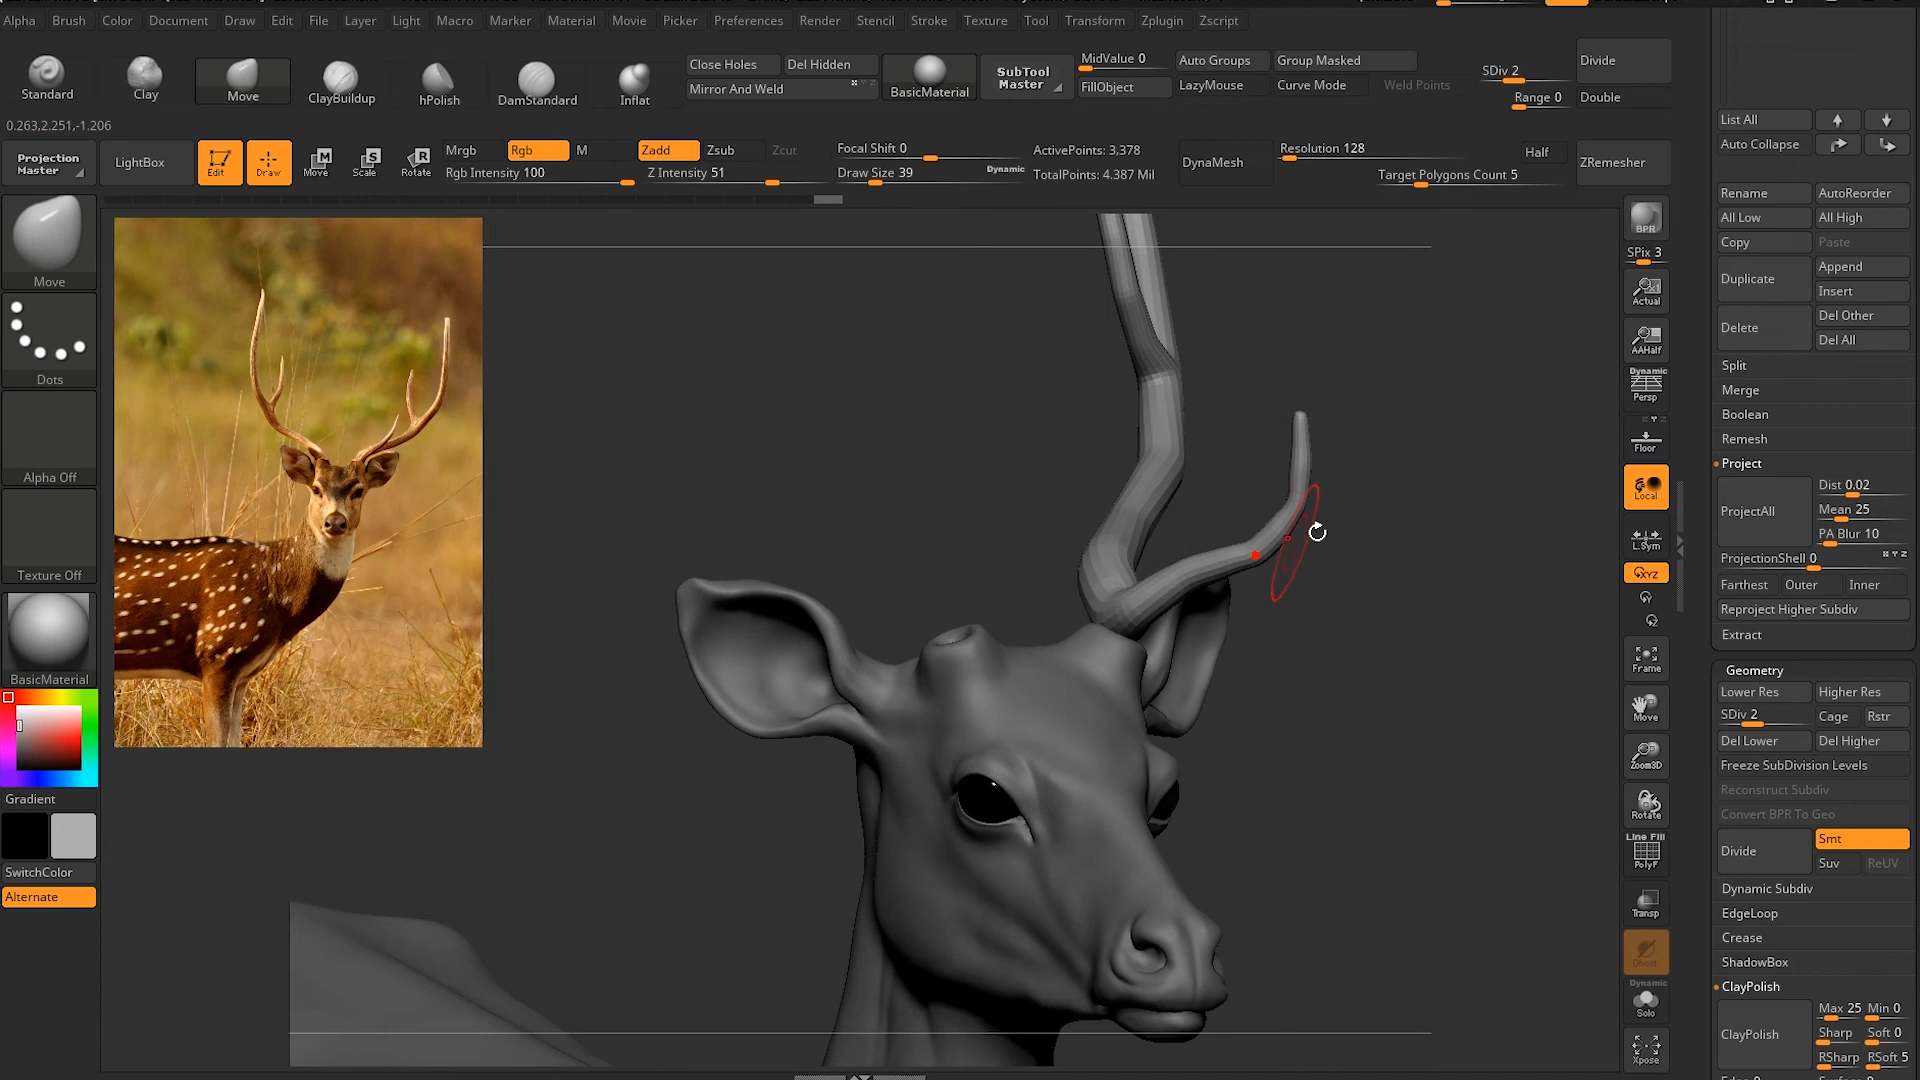 Alpha Brush Color Document Draw Edit File Layer Light Macro Marker Material Movie Picker Preferences Render Stencil Stroke Texture Tool Transform Zplugin Zscript
Standard
Clay
Move
ClayBuildup
hPolish
DamStandard
Inflat
Close Holes
Del Hidden
Mirror And Weld
BasicMaterial
SubTool
Master
MidValue 0
FillObject
Auto Groups
Group Masked
LazyMouse
Curve Mode
Weld Points
SDiv 2
Range 0
Divide
Double
0.263,2.251,-1.206
Projection
Master
LightBox
Edit
Draw
Move
Scale
Rotate
Mrgb
Rgb
M
Rgb Intensity 100
Zadd
Zsub
Zcut
Z Intensity 51
Focal Shift 0
Draw Size 39
Dynamic
ActivePoints: 3,378
TotalPoints: 4.387 Mil
DynaMesh
Resolution 128
Half
Target Polygons Count 5
ZRemesher
Move
Dots
Alpha Off
Texture Off
BasicMaterial
Gradient
SwitchColor
Alternate
BPR
SPix 3
Actual
AAHalf
Dynamic
Persp
Floor
Local
L.Sym
XYZ
Frame
Move
Zoom3D
Rotate
Line Fill
PolyF
Transp
Ghost
Dynamic
Solo
Xpose
List All
Auto Collapse
Rename AutoReorder
All Low All High
Copy Paste
Duplicate
Append
Insert
Delete
Del Other
Del All
Split
Merge
Boolean
Remesh
Project
ProjectAll
Dist 0.02
Mean 25
PA Blur 10
ProjectionShell 0
Farthest Outer Inner
Reproject Higher Subdiv
Extract
Geometry
Lower Res Higher Res
SDiv 2 Cage Rstr
Del Lower Del Higher
Freeze SubDivision Levels
Reconstruct Subdiv
Convert BPR To Geo
Divide
Smt
Suv ReUV
Dynamic Subdiv
EdgeLoop
Crease
ShadowBox
ClayPolish
ClayPolish
Max 25 Min 0
Sharp Soft 0
RSharp RSoft 5